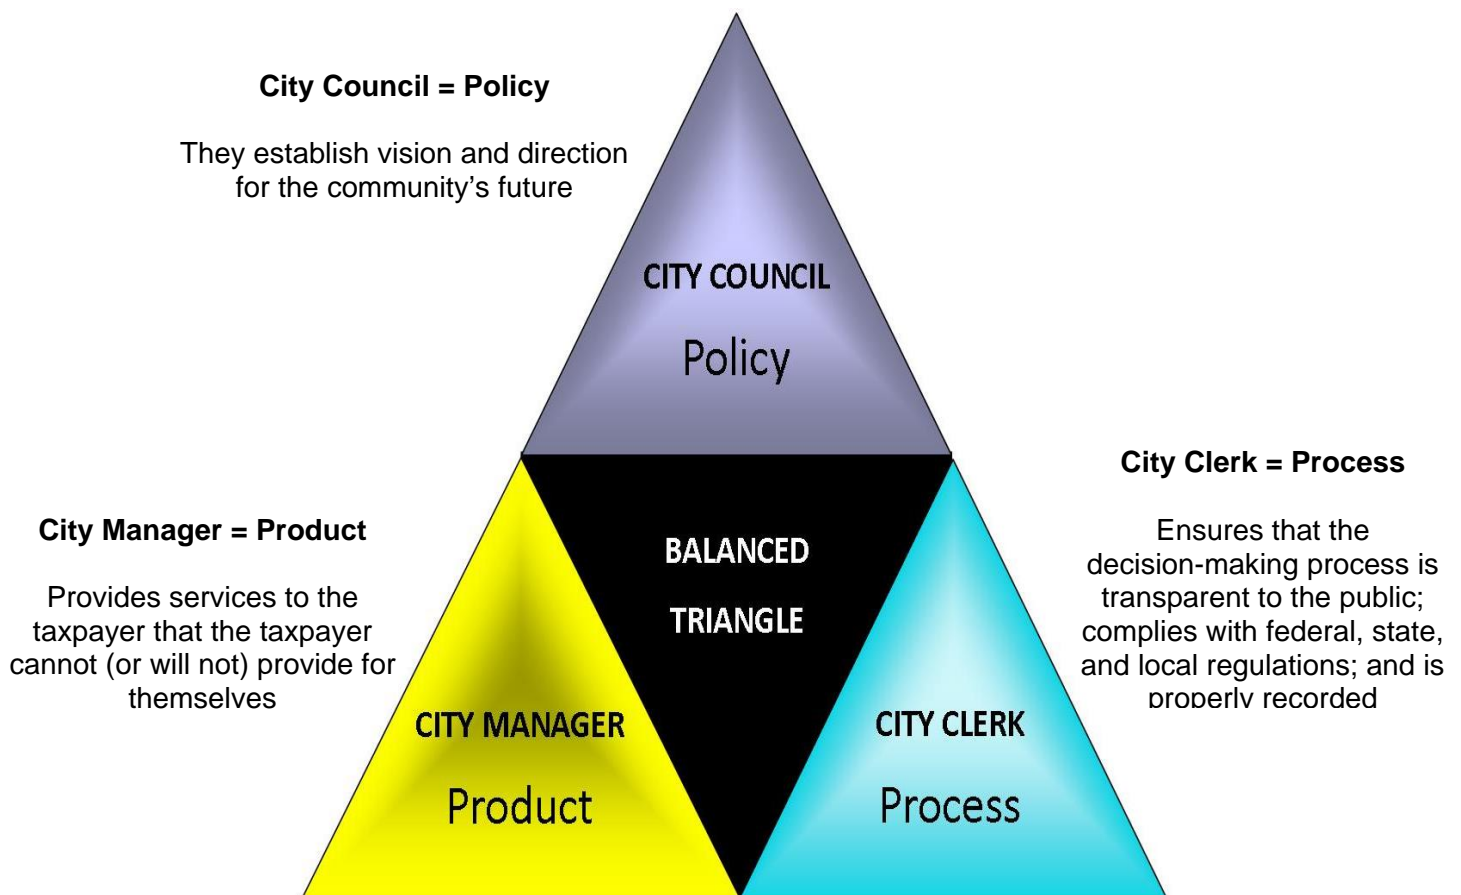 City Council = Policy
They establish vision and direction
for the community's future
CITY COUNCIL
Policy
City Clerk = Process
Ensures that the
decision-making process is
transparent to the public;
complies with federal, state,
and local regulations; and is
properly recorded
City Manager = Product
Provides services to the
taxpayer that the taxpayer
cannot (or will not) provide for
themselves
BALANCED
TRIANGLE
CITY MANAGER
Product
CITY CLERK
Process